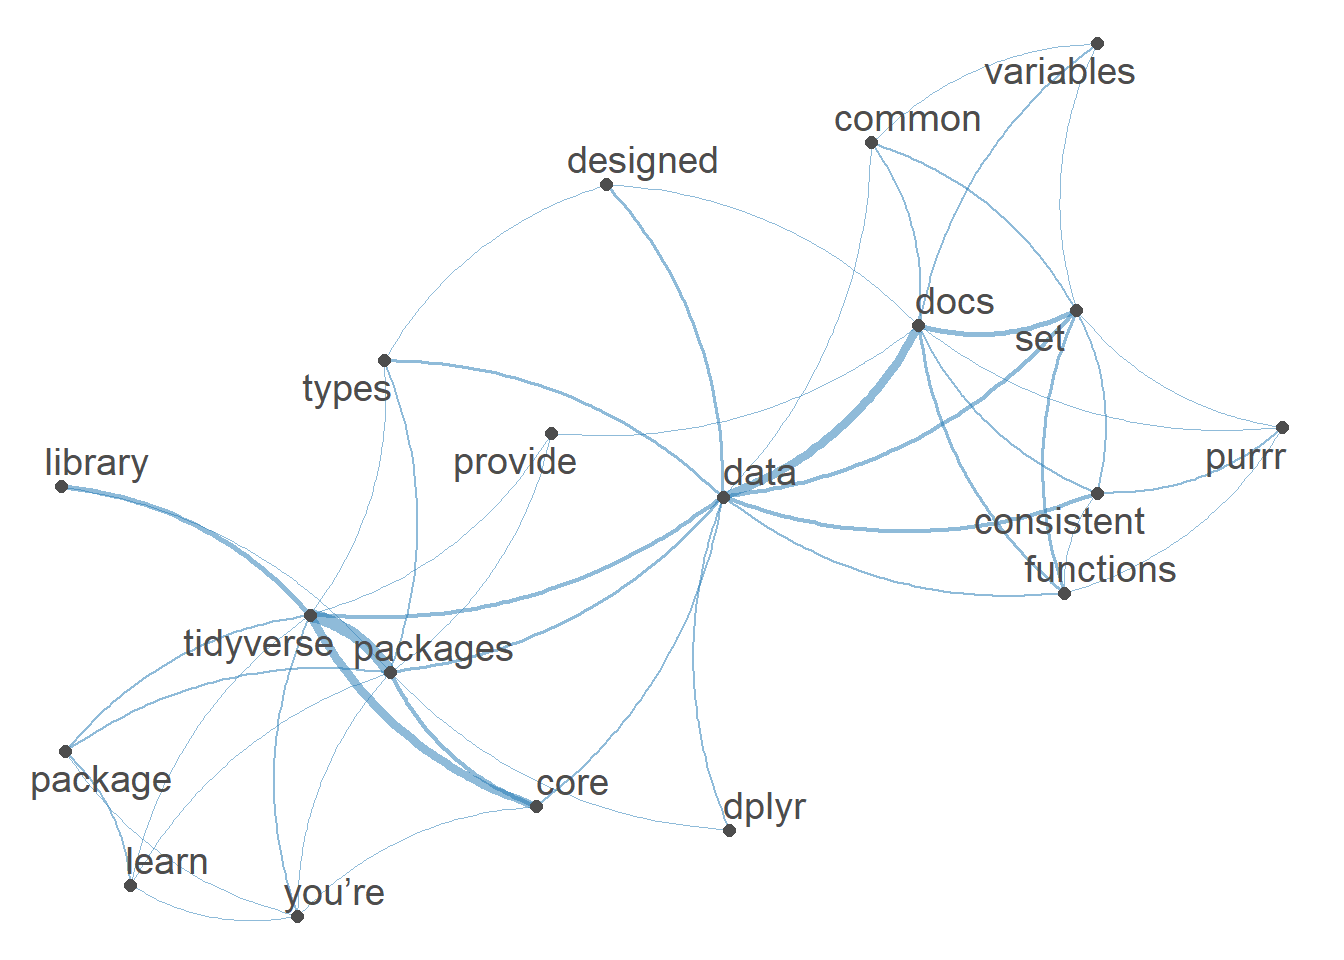 variables
common
designed
docs
set
types
provide
library
data
purrr
consistent
functions
tidyverse
packages
package
core
dplyr
learn
you’re